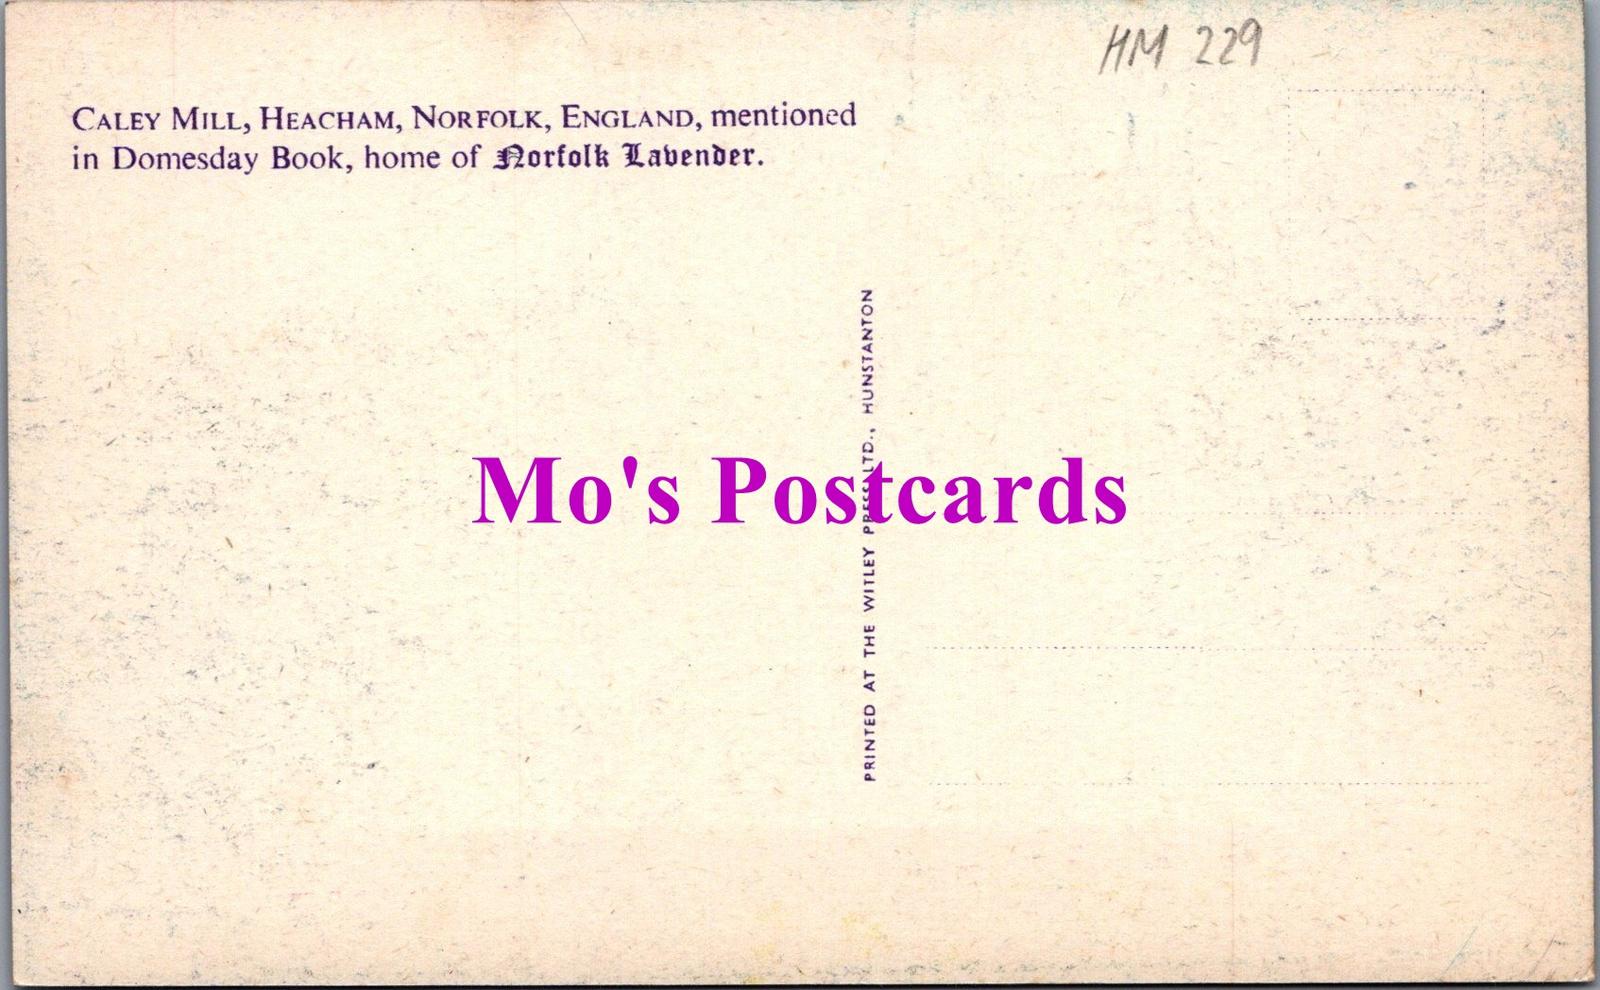 HM 229
CALEY MILL, HEACHAM, NORFOLK, ENGLAND, mentioned
in Domesday Book, home of Norfolk Lavender.
PRINTED AT THE WITLEY PRESS LTD., HUNSTANTON
Mo's Postcards